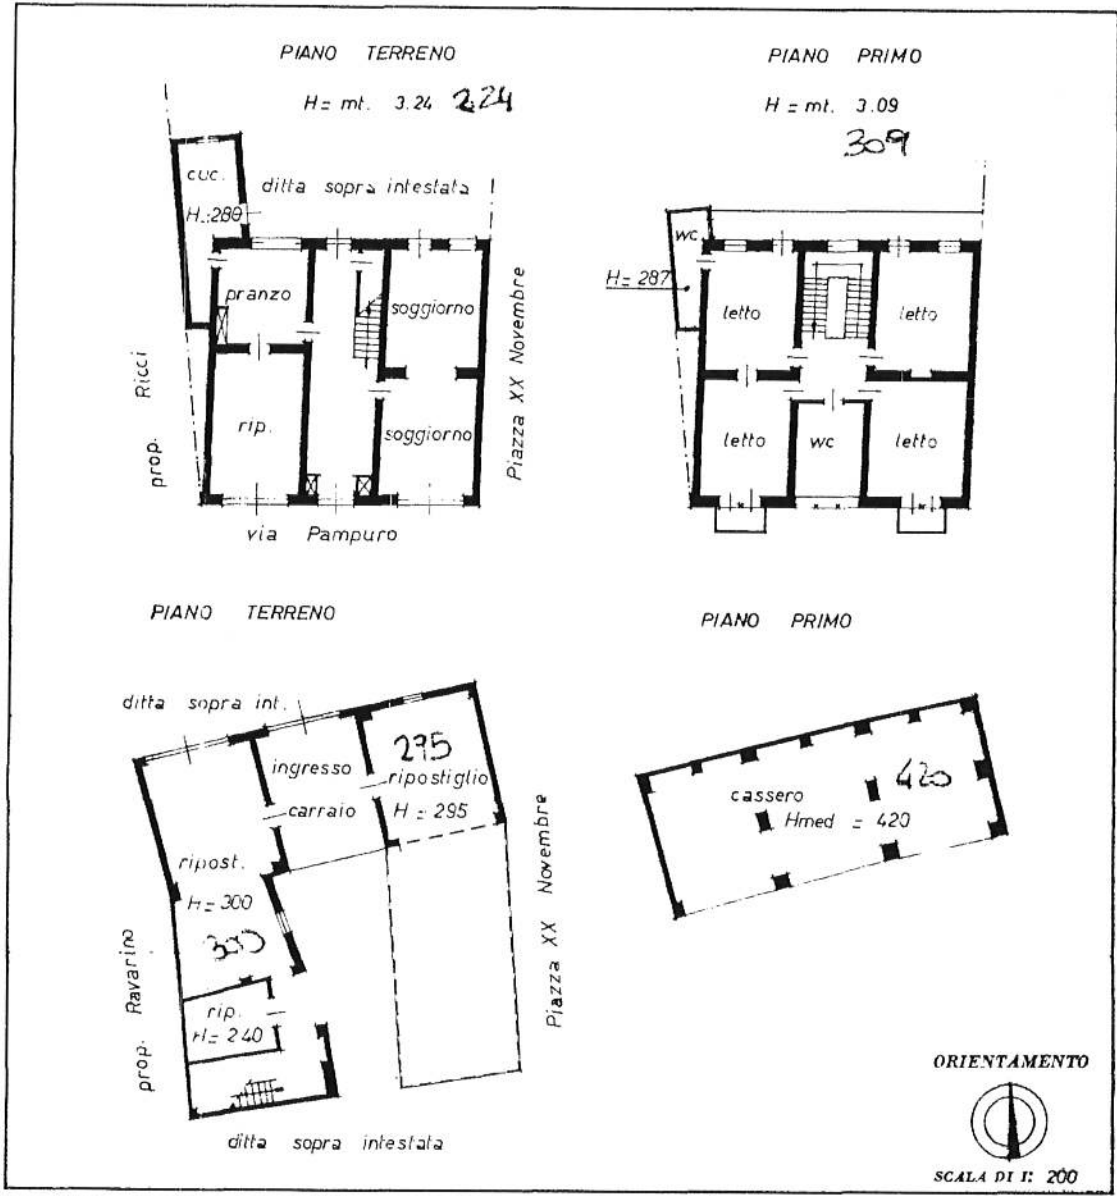 PIANO TERRENO
H = mt. 3.24 2.24
cuc.
H=280
ditta sopra intestata
pranzo
soggiorno
rip.
soggiorno
prop. Ricci
Piazza XX Novembre
via Pampuro
PIANO PRIMO
H = mt. 3.09
309
wc
H = 287
letto
letto
letto
wc
letto
PIANO TERRENO
ditta sopra int.
ingresso
carraio
295
ripostiglio
H = 295
ripost.
H = 300
300
rip.
H = 240
prop. Ravarino
Piazza XX Novembre
ditta sopra intestata
PIANO PRIMO
cassero
420
Hmed = 420
ORIENTAMENTO
SCALA DI 1: 200